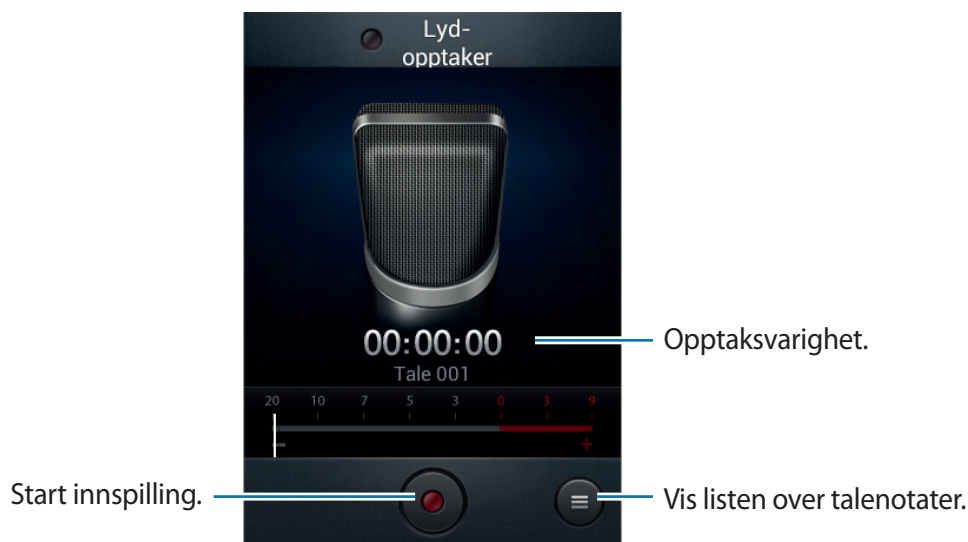 Lyd-
opptaker
00:00:00
Opptaksvarighet.
Tale 001
20 10 7 5 3 0 3 9
- +
Start innspilling.
Vis listen over talenotater.